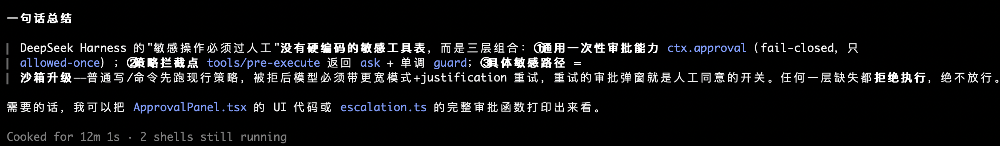 一句话总结
DeepSeek Harness 的"敏感操作必须过人工"没有硬编码的敏感工具表，而是三层组合：①通用一次性审批能力 ctx.approval（fail-closed，只
allowed-once）；②策略拦截点 tools/pre-execute 返回 ask + 单调 guard；③具体敏感路径 =
沙箱升级——普通写/命令先跑现行策略，被拒后模型必须带更宽模式+justification 重试，重试的审批弹窗就是人工同意的开关。任何一层缺失都拒绝执行，绝不放行。
需要的话，我可以把 ApprovalPanel.tsx 的 UI 代码或 escalation.ts 的完整审批函数打印出来看。
Cooked for 12m 1s · 2 shells still running